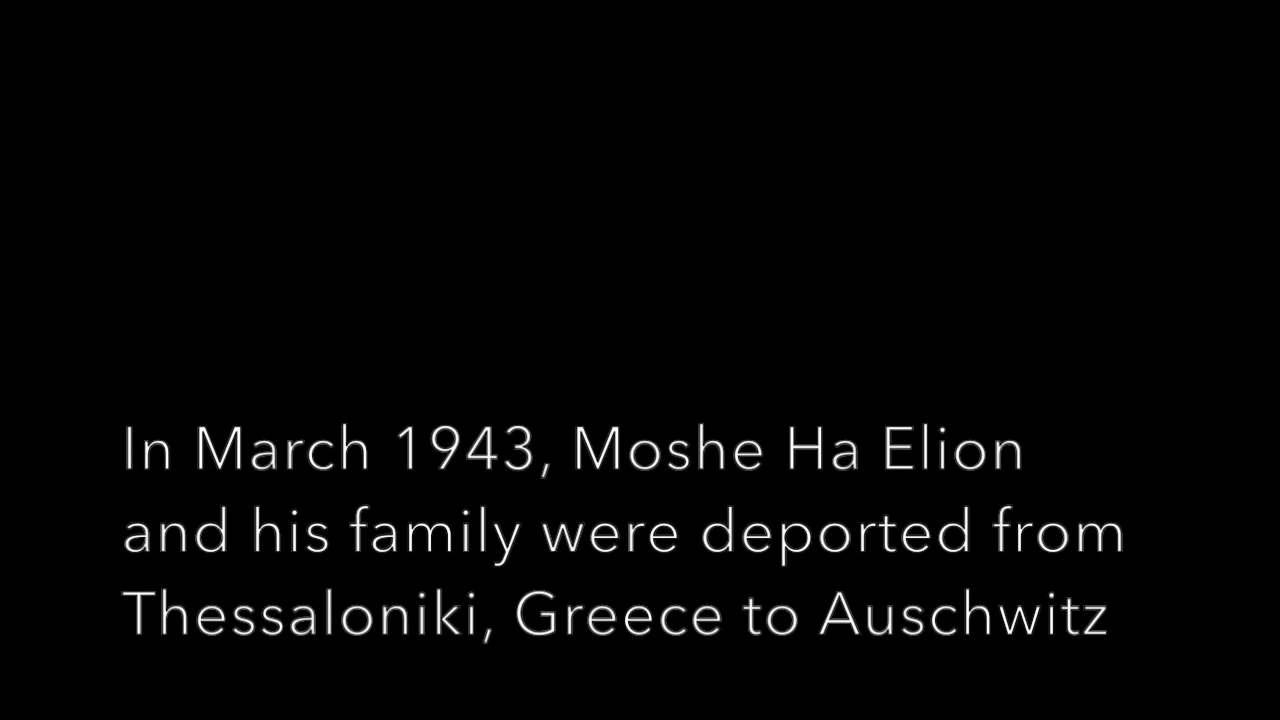 In March 1943, Moshe Ha Elion
and his family were deported from
Thessaloniki, Greece to Auschwitz